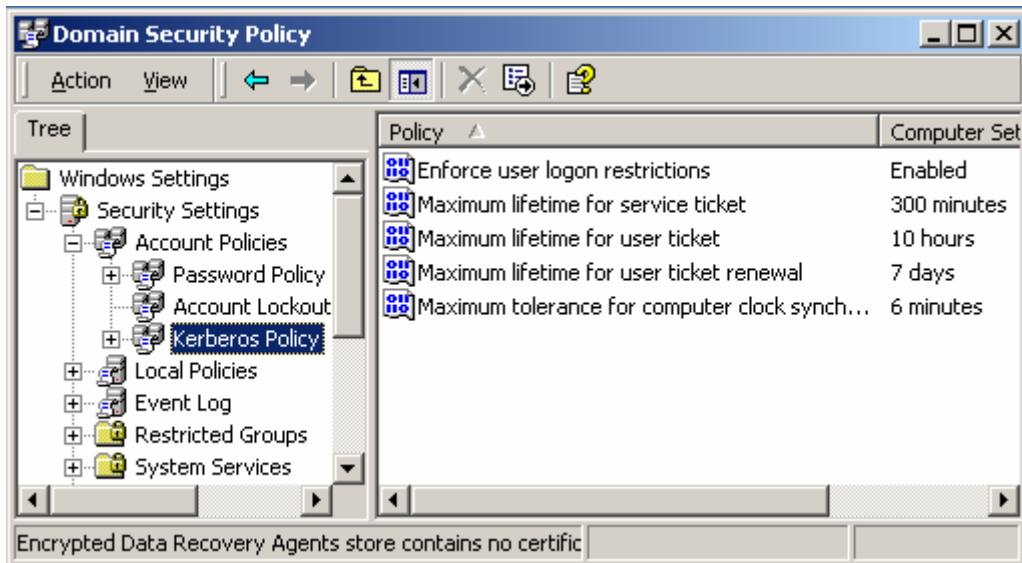 Domain Security Policy
Action View
Tree
Windows Settings
Security Settings
Account Policies
Password Policy
Account Lockout
Kerberos Policy
Local Policies
Event Log
Restricted Groups
System Services
Policy Computer Set
Enforce user logon restrictions Enabled
Maximum lifetime for service ticket 300 minutes
Maximum lifetime for user ticket 10 hours
Maximum lifetime for user ticket renewal 7 days
Maximum tolerance for computer clock synch... 6 minutes
Encrypted Data Recovery Agents store contains no certific